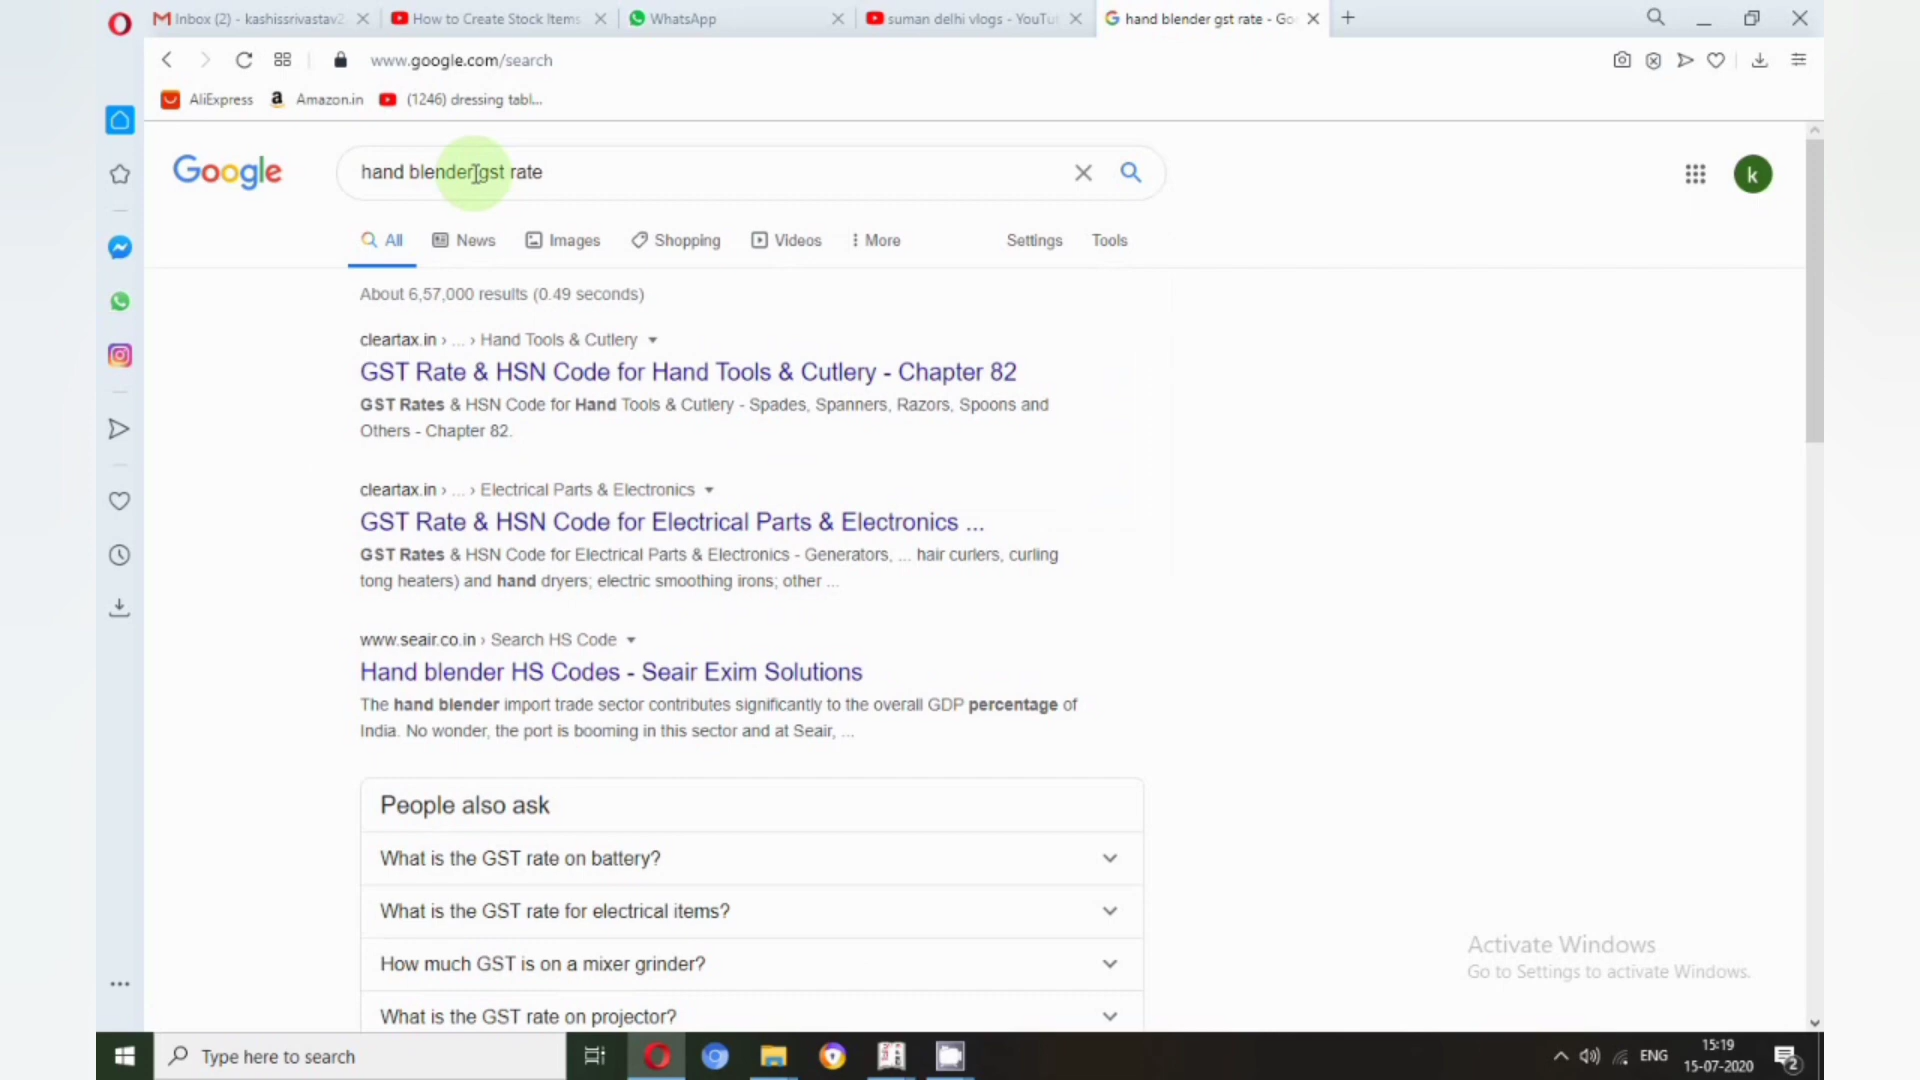 Inbox (2) - kashissrivastav2
How to Create Stock Items
WhatsApp
suman delhi vlogs - YouTu
hand blender gst rate - Go
www.google.com/search
AliExpress
Amazon.in
(1246) dressing tabl...
Google
hand blender gst rate
k
All
News
Images
Shopping
Videos
More
Settings
Tools
About 6,57,000 results (0.49 seconds)
cleartax.in › ... › Hand Tools & Cutlery
GST Rate & HSN Code for Hand Tools & Cutlery - Chapter 82
GST Rates & HSN Code for Hand Tools & Cutlery - Spades, Spanners, Razors, Spoons and
Others - Chapter 82.
cleartax.in › ... › Electrical Parts & Electronics
GST Rate & HSN Code for Electrical Parts & Electronics ...
GST Rates & HSN Code for Electrical Parts & Electronics - Generators, ... hair curlers, curling
tong heaters) and hand dryers; electric smoothing irons; other ...
www.seair.co.in › Search HS Code
Hand blender HS Codes - Seair Exim Solutions
The hand blender import trade sector contributes significantly to the overall GDP percentage of
India. No wonder, the port is booming in this sector and at Seair, ...
People also ask
What is the GST rate on battery?
What is the GST rate for electrical items?
How much GST is on a mixer grinder?
What is the GST rate on projector?
Activate Windows
Go to Settings to activate Windows.
Type here to search
ENG
15:19
15-07-2020
2